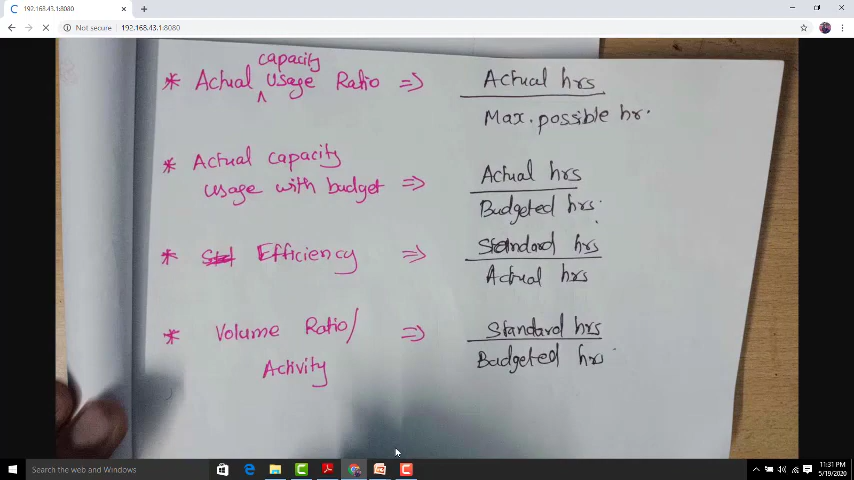 192.168.43.1:8080
Not secure 192.168.43.1:8080
* Actual capacity usage Ratio ⇒ Actual hrs
Max. possible hr.
* Actual capacity
usage with budget ⇒ Actual hrs
Budgeted hrs.
* Efficiency ⇒ Standard hrs
Actual hrs
* Volume Ratio/ ⇒ Standard hrs
Activity Budgeted hrs.
Search the web and Windows
11:31 PM
5/19/2020